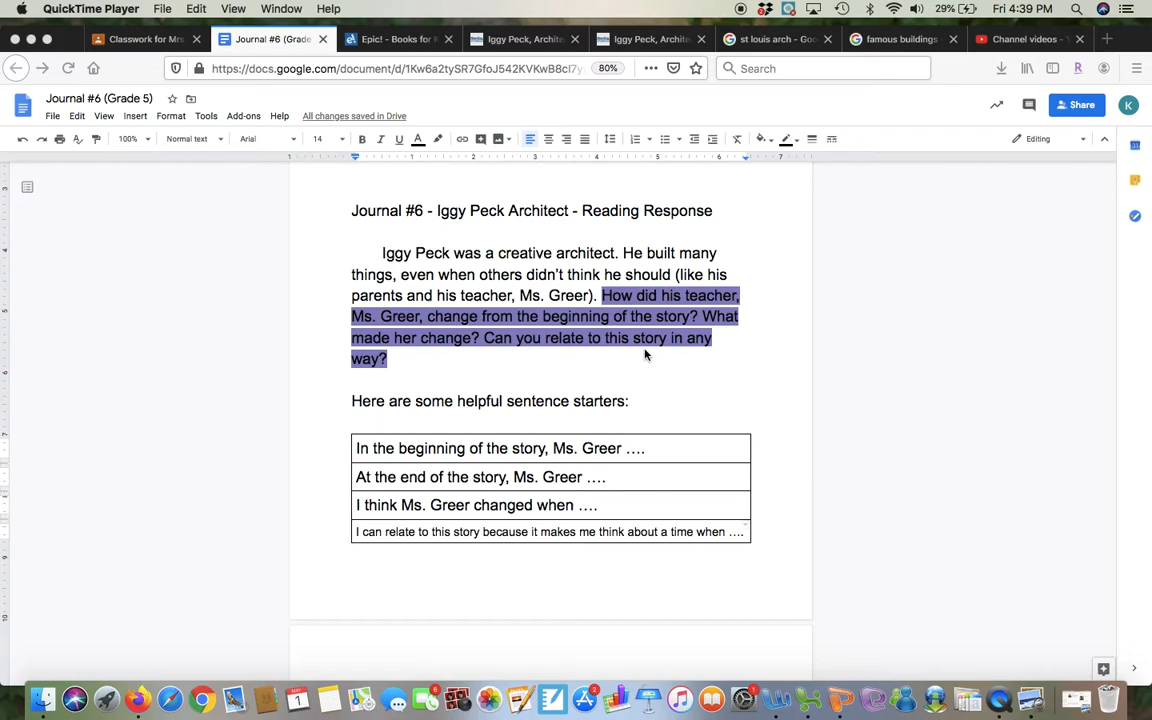 QuickTime Player File Edit View Window Help 29% Fri 4:39 PM
Classwork for Mrs Journal #6 (Grade Epic! - Books for Iggy Peck, Archite Iggy Peck, Archite st louis arch - Goo famous buildings - Channel videos -
https://docs.google.com/document/d/1Kw6a2tySR7GfoJ542KVKwB8cl7y 80% Search
Journal #6 (Grade 5) Share K
File Edit View Insert Format Tools Add-ons Help All changes saved in Drive
100% Normal text Arial 14 B I U A Editing
1 1 2 3 4 5 6 7
Journal #6 - Iggy Peck Architect - Reading Response
Iggy Peck was a creative architect. He built many
things, even when others didn't think he should (like his
parents and his teacher, Ms. Greer). How did his teacher,
Ms. Greer, change from the beginning of the story? What
made her change? Can you relate to this story in any
way?
Here are some helpful sentence starters:
In the beginning of the story, Ms. Greer ….
At the end of the story, Ms. Greer ….
I think Ms. Greer changed when ….
I can relate to this story because it makes me think about a time when ….